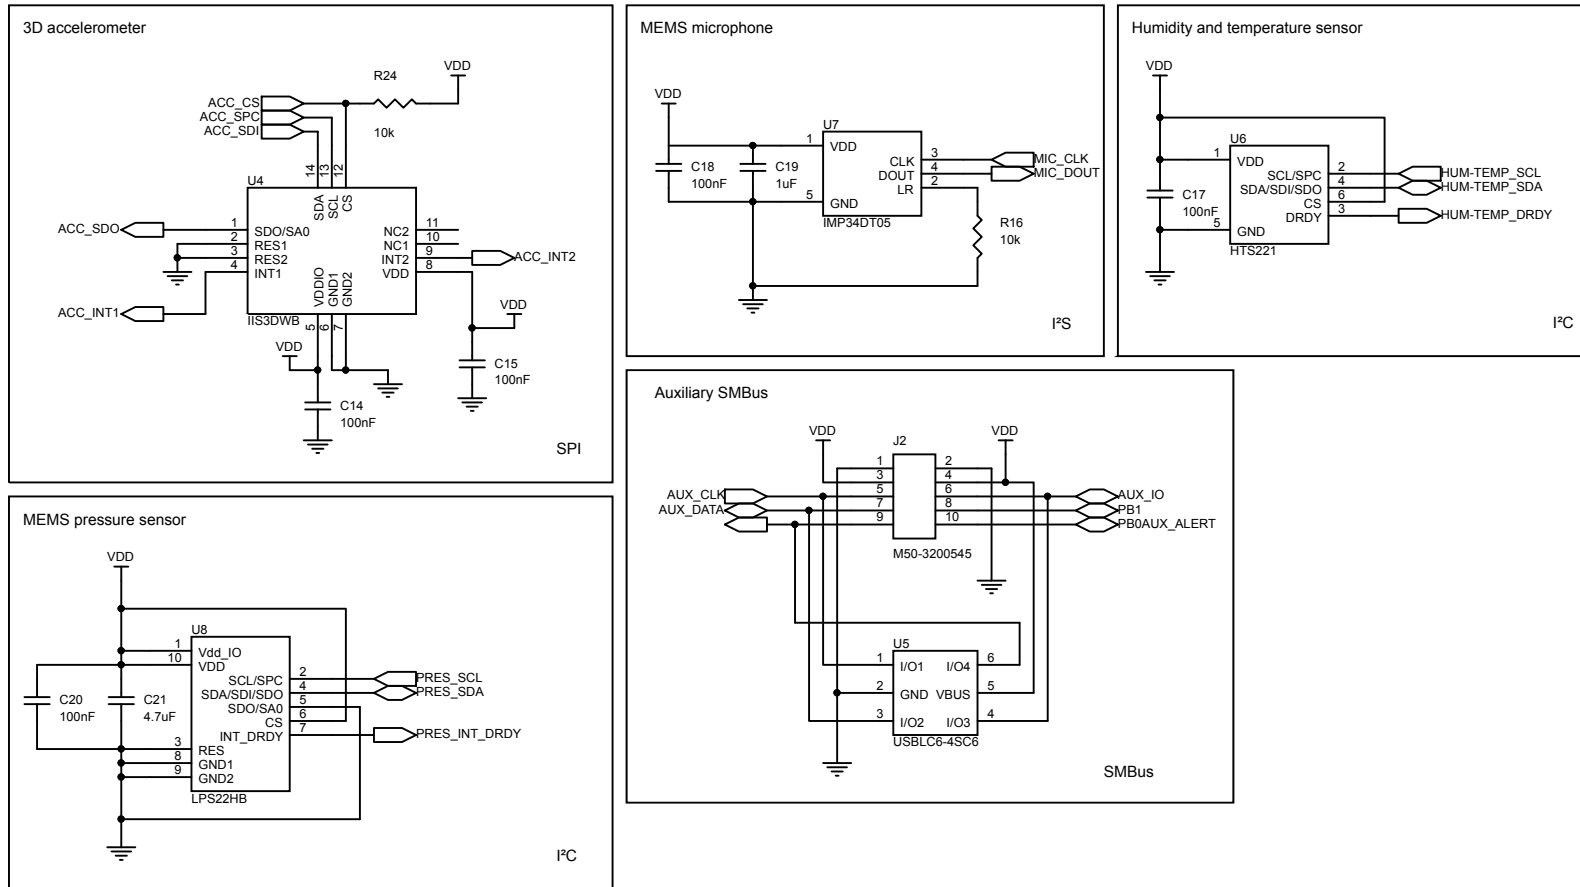 3D accelerometer
R24
VDD
ACC_CS
ACC_SPC
ACC_SDI
10k
14
13
12
U4
SDA
SCL
CS
ACC_SDO
1
SDO/SA0
2
RES1
3
RES2
4
INT1
NC2
11
NC1
10
INT2
9
ACC_INT2
VDD
8
ACC_INT1
VDDIO
GND1
GND2
IIS3DWB
5
6
7
VDD
VDD
C15
100nF
C14
100nF
SPI
MEMS microphone
VDD
U7
1
VDD
C18
100nF
C19
1uF
CLK
3
MIC_CLK
DOUT
4
MIC_DOUT
LR
2
5
GND
IMP34DT05
R16
10k
I²S
Humidity and temperature sensor
VDD
U6
1
VDD
SCL/SPC
2
HUM-TEMP_SCL
SDA/SDI/SDO
4
HUM-TEMP_SDA
CS
6
DRDY
3
HUM-TEMP_DRDY
C17
100nF
5
GND
HTS221
I²C
MEMS pressure sensor
VDD
U8
1
Vdd_IO
10
VDD
SCL/SPC
2
PRES_SCL
SDA/SDI/SDO
4
PRES_SDA
SDO/SA0
5
CS
6
INT_DRDY
7
PRES_INT_DRDY
C20
100nF
C21
4.7uF
3
RES
8
GND1
9
GND2
LPS22HB
I²C
Auxiliary SMBus
VDD
J2
VDD
1
2
3
4
AUX_CLK
5
6
AUX_IO
AUX_DATA
7
8
PB1
9
10
PB0AUX_ALERT
M50-3200545
U5
1
I/O1
I/O4
6
2
GND
VBUS
5
3
I/O2
I/O3
4
USBLC6-4SC6
SMBus